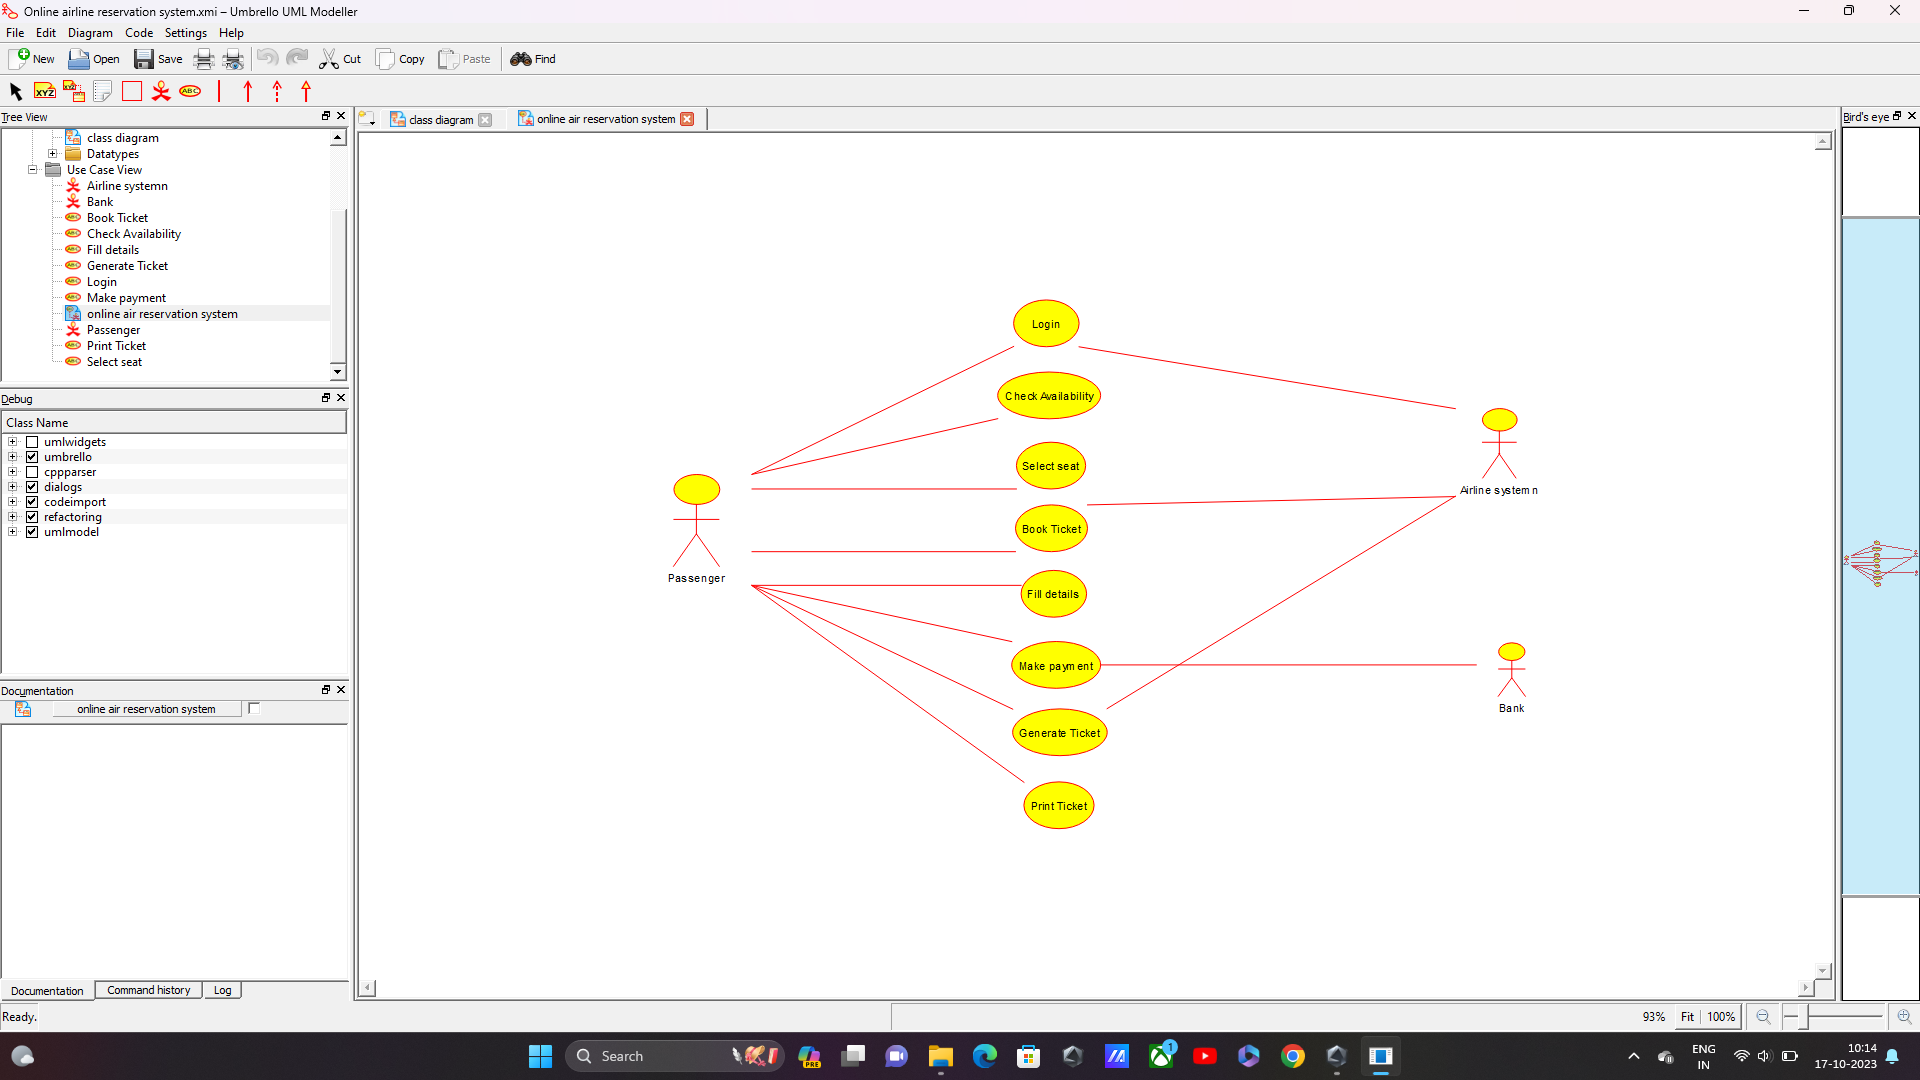 Online airline reservation system.xmi – Umbrello UML Modeller
File Edit Diagram Code Settings Help
New Open Save Cut Copy Paste Find
XYZ XYZ ABC
Tree View
class diagram
Datatypes
Use Case View
Airline systemn
Bank
Book Ticket
Check Availability
Fill details
Generate Ticket
Login
Make payment
online air reservation system
Passenger
Print Ticket
Select seat
Debug
Class Name
umlwidgets
umbrello
cppparser
dialogs
codeimport
refactoring
umlmodel
Documentation
online air reservation system
Documentation Command history Log
Ready.
class diagram online air reservation system
Login
Check Availability
Select seat
Book Ticket
Fill details
Make payment
Generate Ticket
Print Ticket
Passenger
Airline systemn
Bank
Bird's eye
93% Fit 100%
Search
PRE
1
ENG
IN
10:14
17-10-2023